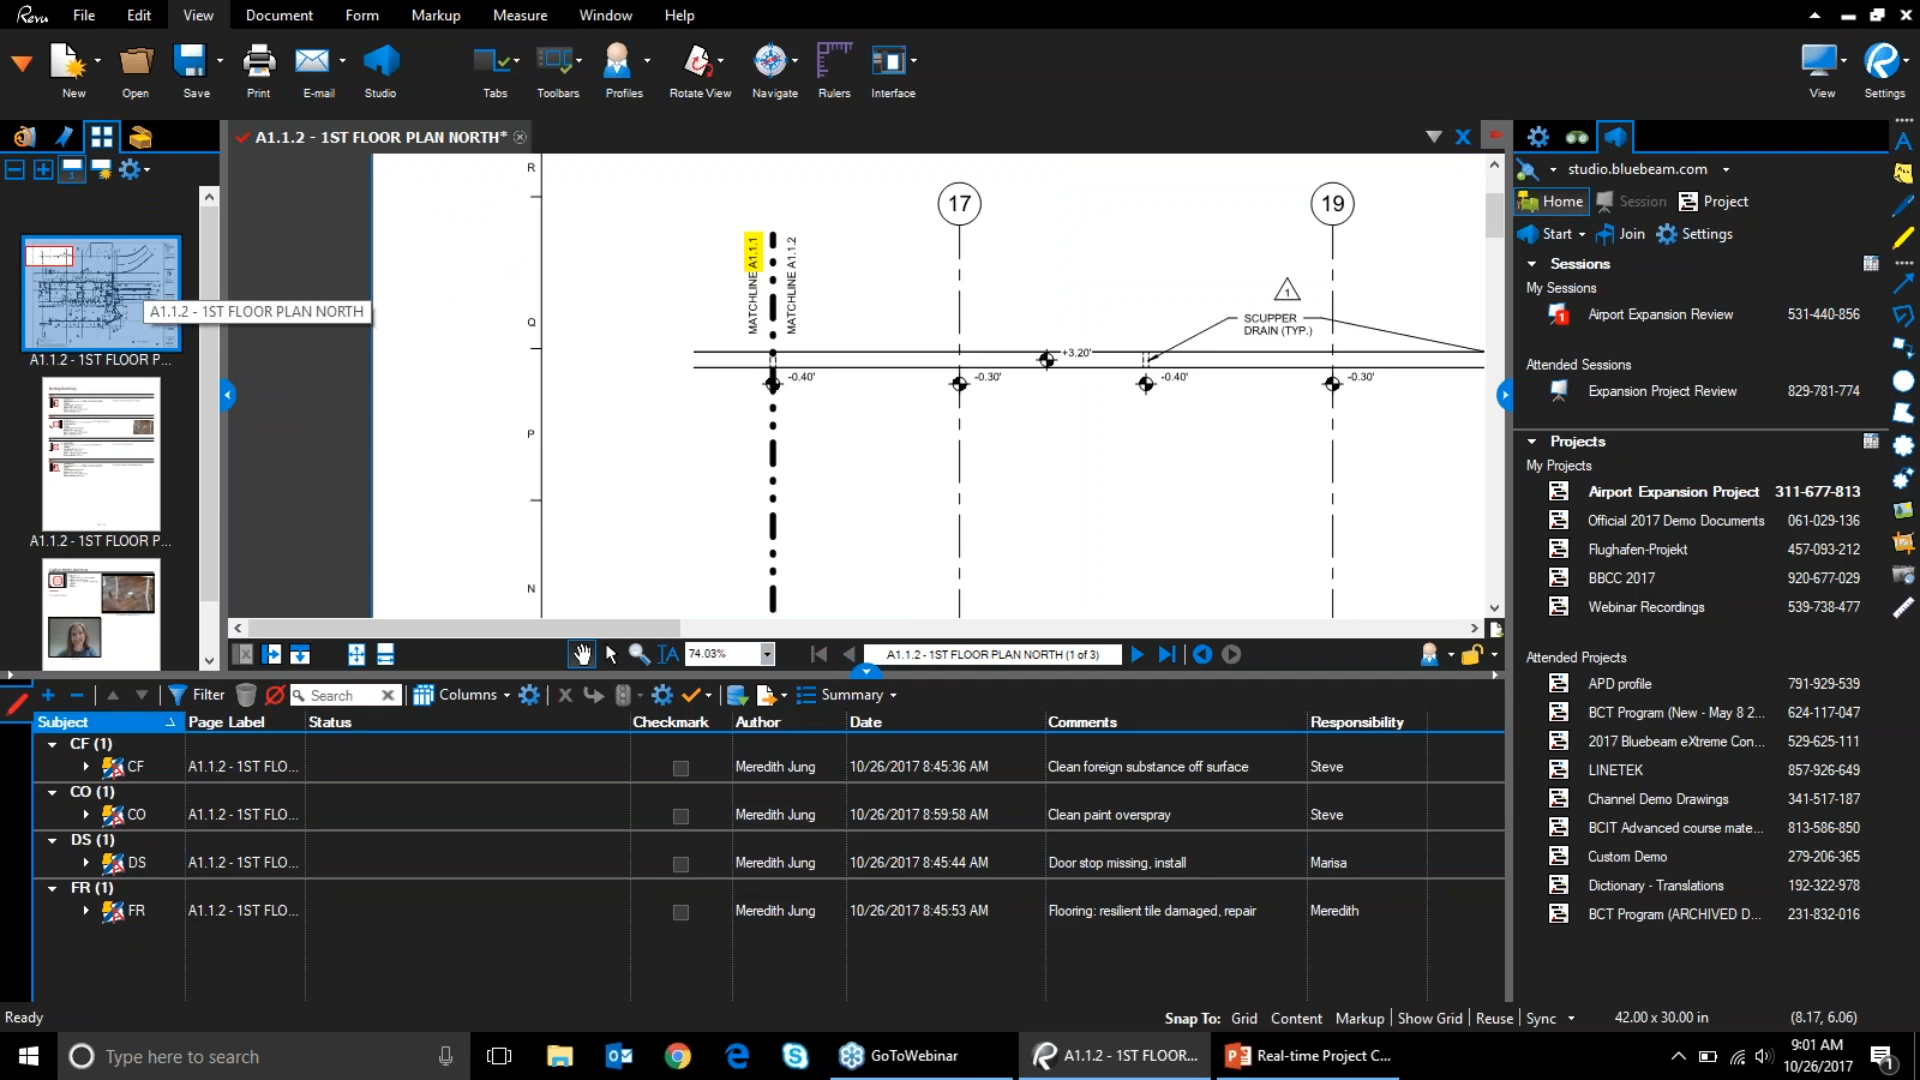 Revu File Edit View Document Form Markup Measure Window Help
New Open Save Print E-mail Studio Tabs Toolbars Profiles Rotate View Navigate Rulers Interface View Settings
A1.1.2 - 1ST FLOOR PLAN NORTH*
studio.bluebeam.com
Home Session Project
Start Join Settings
Sessions
My Sessions
Airport Expansion Review 531-440-856
Attended Sessions
Expansion Project Review 829-781-774
Projects
My Projects
Airport Expansion Project 311-677-813
Official 2017 Demo Documents 061-029-136
Flughafen-Projekt 457-093-212
BBCC 2017 920-677-029
Webinar Recordings 539-738-477
Attended Projects
APD profile 791-929-539
BCT Program (New - May 8 2... 624-117-047
2017 Bluebeam eXtreme Con... 529-625-111
LINETEK 857-926-649
Channel Demo Drawings 341-517-187
BCIT Advanced course mate... 813-586-850
Custom Demo 279-206-365
Dictionary - Translations 192-322-978
BCT Program (ARCHIVED D... 231-832-016
A1.1.2 - 1ST FLOOR PLAN NORTH
A1.1.2 - 1ST FLOOR P...
A1.1.2 - 1ST FLOOR P...
R
Q
P
N
17
19
MATCHLINE A1.1.1
MATCHLINE A1.1.2
1
SCUPPER
DRAIN (TYP.)
+3.20'
-0.40' -0.30' -0.40' -0.30'
74.03%
A1.1.2 - 1ST FLOOR PLAN NORTH (1 of 3)
Filter Search Columns Summary
Subject Page Label Status Checkmark Author Date Comments Responsibility
CF (1)
CF A1.1.2 - 1ST FLO... Meredith Jung 10/26/2017 8:45:36 AM Clean foreign substance off surface Steve
CO (1)
CO A1.1.2 - 1ST FLO... Meredith Jung 10/26/2017 8:59:58 AM Clean paint overspray Steve
DS (1)
DS A1.1.2 - 1ST FLO... Meredith Jung 10/26/2017 8:45:44 AM Door stop missing, install Marisa
FR (1)
FR A1.1.2 - 1ST FLO... Meredith Jung 10/26/2017 8:45:53 AM Flooring: resilient tile damaged, repair Meredith
Ready Snap To: Grid Content Markup Show Grid Reuse Sync 42.00 x 30.00 in (8.17, 6.06)
Type here to search GoToWebinar A1.1.2 - 1ST FLOOR... Real-time Project C...
9:01 AM
10/26/2017
1